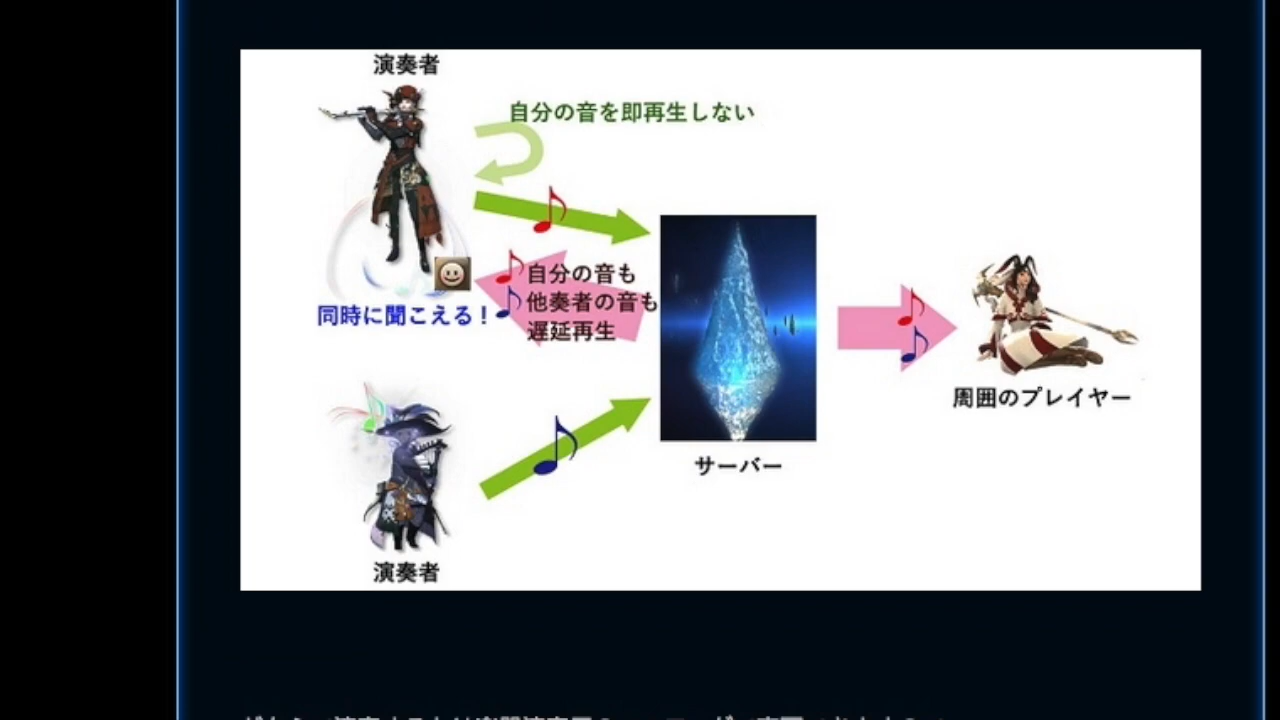 演奏者
自分の音を即再生しない
自分の音も
他奏者の音も
遅延再生
同時に聞こえる！
サーバー
周囲のプレイヤー
演奏者